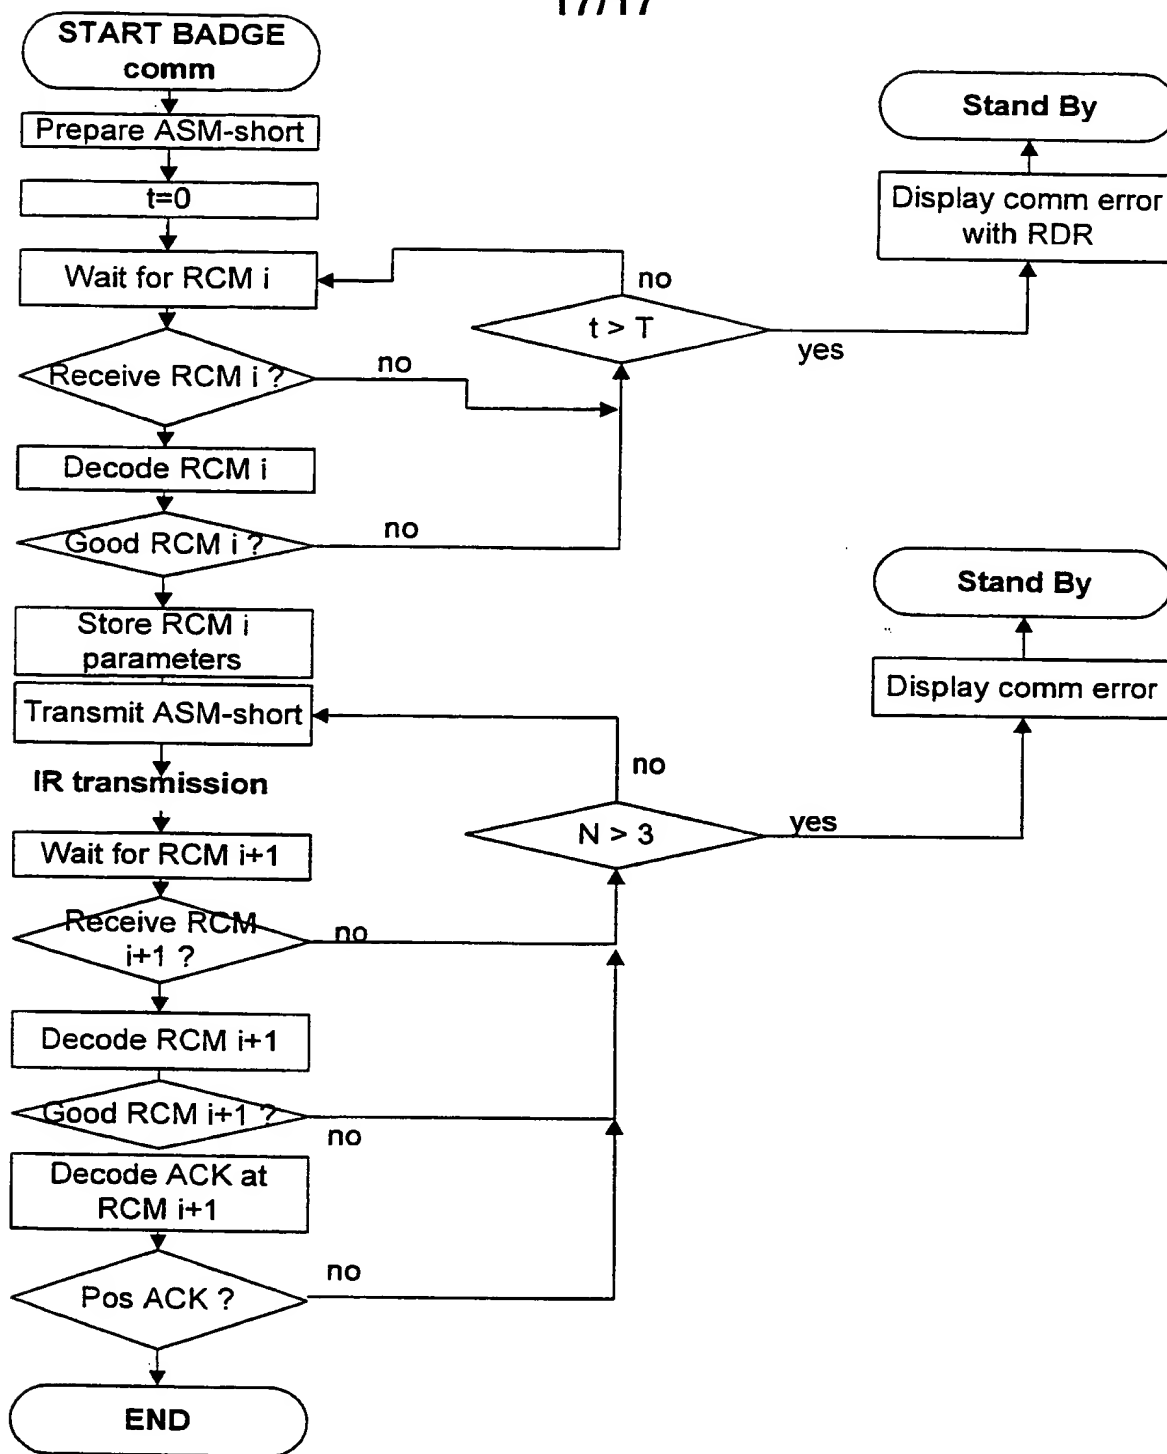 17/17
START BADGE
comm
Prepare ASM-short
t=0
Wait for RCM i
Receive RCM i ?
no
Decode RCM i
Good RCM i ?
no
Store RCM i
parameters
t > T
no
yes
Display comm error
with RDR
Stand By
Transmit ASM-short
IR transmission
Wait for RCM i+1
Receive RCM
i+1 ?
no
Decode RCM i+1
Good RCM i+1 ?
no
Decode ACK at
RCM i+1
Pos ACK ?
no
END
N > 3
no
yes
Display comm error
Stand By